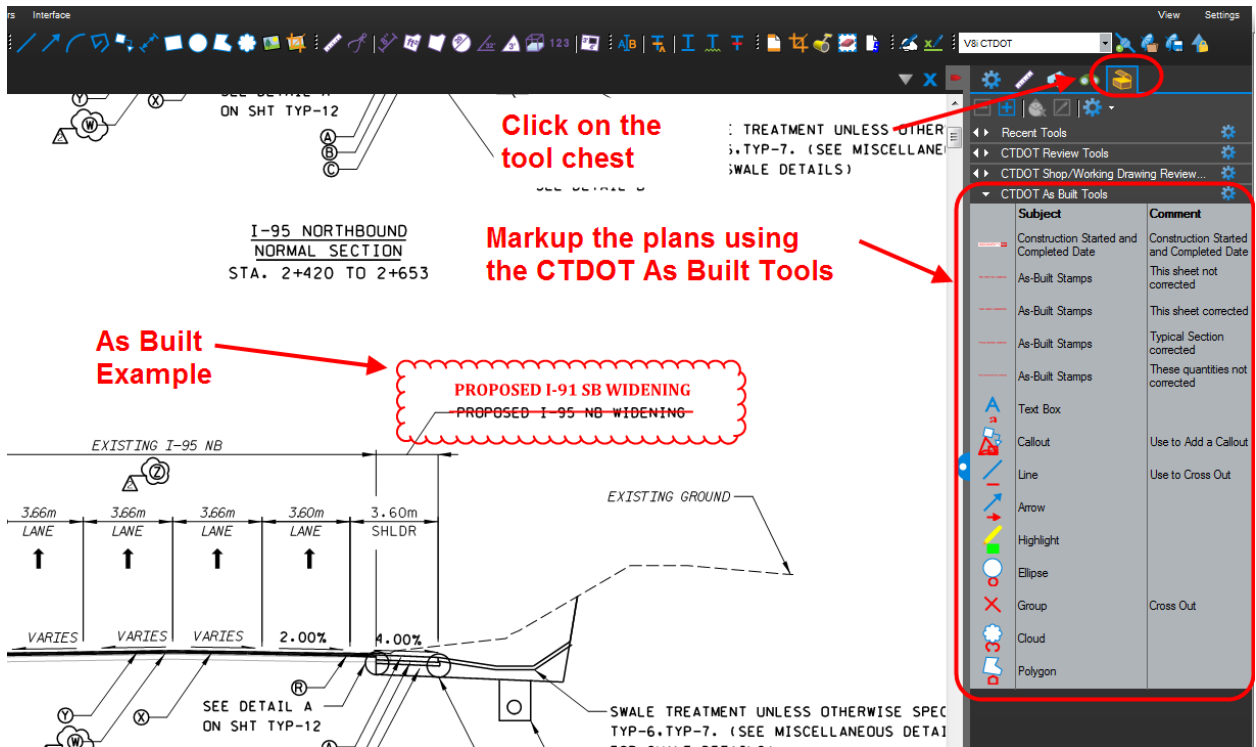 Interface
View Settings
123
V8i CTDOT
ON SHT TYP-12
Y
X
W
A
B
C
Click on the
tool chest
TREATMENT UNLESS OTHER
.TYP-7. (SEE MISCELLANE
SWALE DETAILS)
I-95 NORTHBOUND
NORMAL SECTION
STA. 2+420 TO 2+653
Markup the plans using
the CTDOT As Built Tools
As Built
Example
PROPOSED I-91 SB WIDENING
PROPOSED I-95 NB WIDENING
EXISTING I-95 NB
Z
2
EXISTING GROUND
3.66m 3.66m 3.66m 3.60m 3.60m
LANE LANE LANE LANE SHLDR
VARIES VARIES VARIES 2.00% 4.00%
R
SEE DETAIL A
ON SHT TYP-12
Y
X
W
A
SWALE TREATMENT UNLESS OTHERWISE SPEC
TYP-6.TYP-7. (SEE MISCELLANEOUS DETAI
Recent Tools
CTDOT Review Tools
CTDOT Shop/Working Drawing Review...
CTDOT As Built Tools
Subject Comment
Construction Started and Completed Date Construction Started and Completed Date
As-Built Stamps This sheet not corrected
As-Built Stamps This sheet corrected
As-Built Stamps Typical Section corrected
As-Built Stamps These quantities not corrected
Text Box
Callout Use to Add a Callout
Line Use to Cross Out
Arrow
Highlight
Ellipse
Group Cross Out
Cloud
Polygon